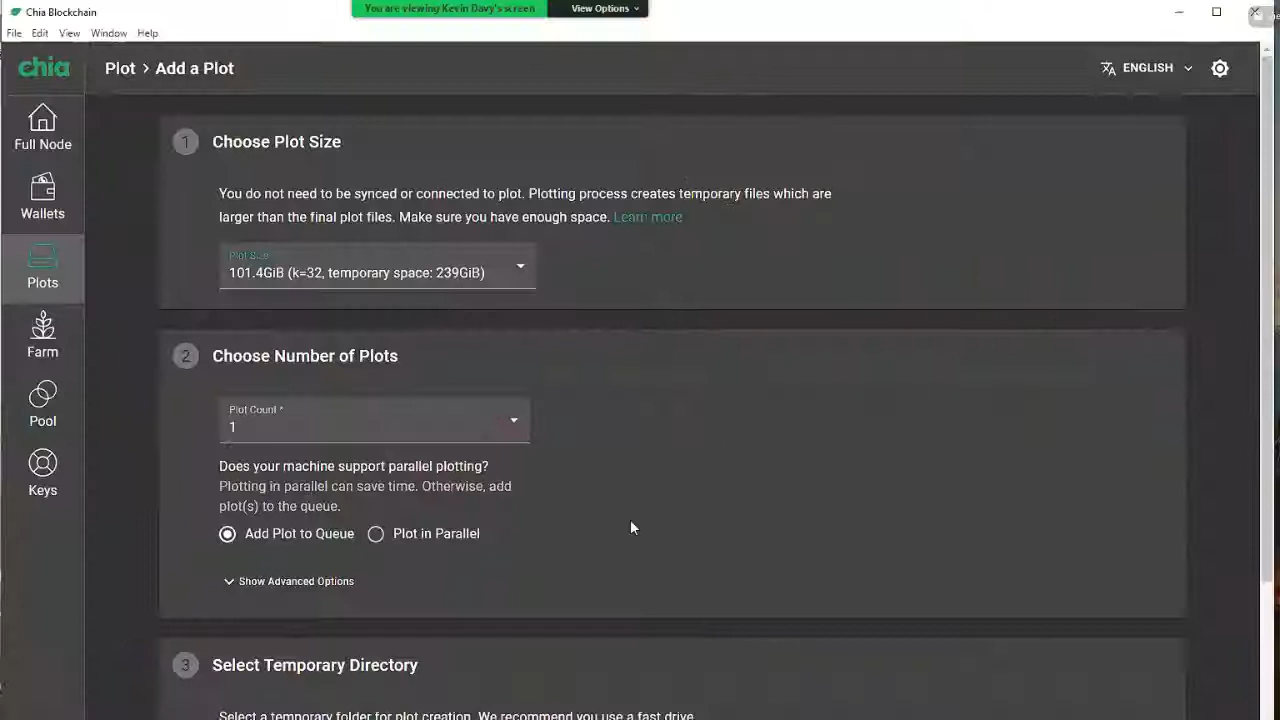 Chia Blockchain
You are viewing Kevin Davy's screen
View Options
File Edit View Window Help
chia
Plot > Add a Plot
ENGLISH
Full Node
Wallets
Plots
Farm
Pool
Keys
1 Choose Plot Size
You do not need to be synced or connected to plot. Plotting process creates temporary files which are
larger than the final plot files. Make sure you have enough space. Learn more
Plot Size
101.4GiB (k=32, temporary space: 239GiB)
2 Choose Number of Plots
Plot Count *
1
Does your machine support parallel plotting?
Plotting in parallel can save time. Otherwise, add
plot(s) to the queue.
Add Plot to Queue Plot in Parallel
Show Advanced Options
3 Select Temporary Directory
Select a temporary folder for plot creation. We recommend you use a fast drive.